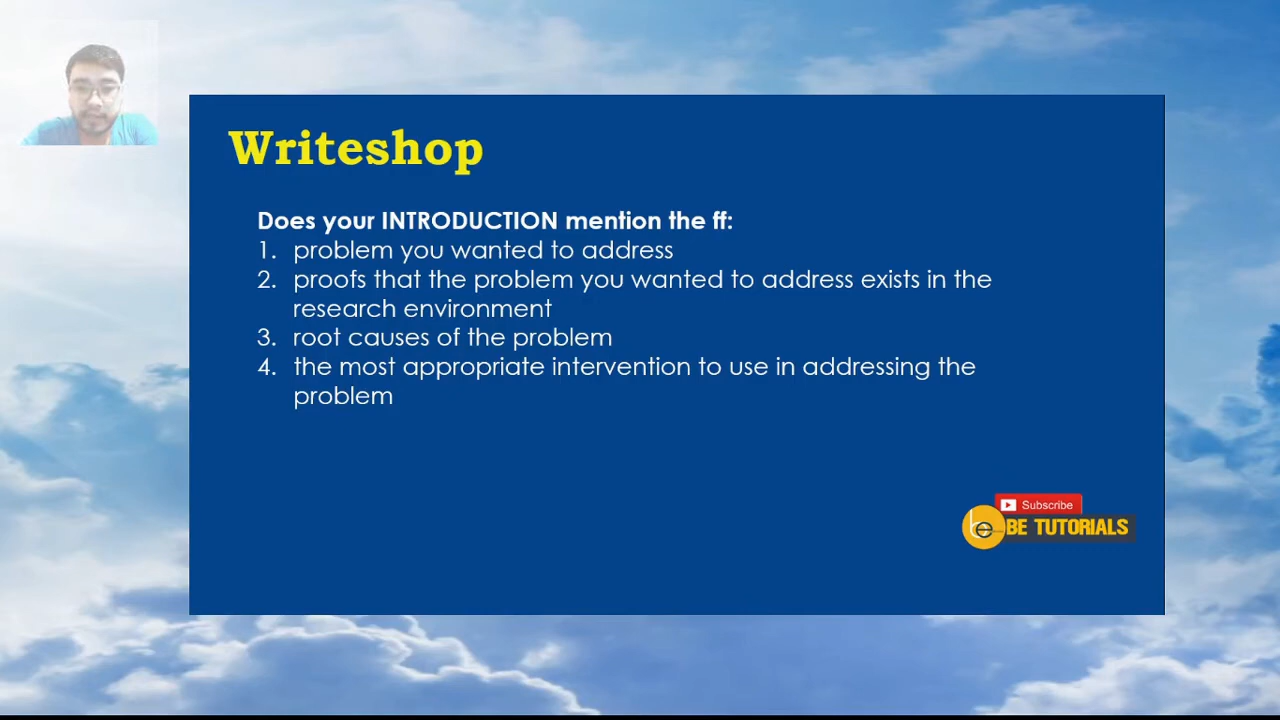 Writeshop
Does your INTRODUCTION mention the ff:
1. problem you wanted to address
2. proofs that the problem you wanted to address exists in the
research environment
3. root causes of the problem
4. the most appropriate intervention to use in addressing the
problem
Subscribe
be
BE TUTORIALS